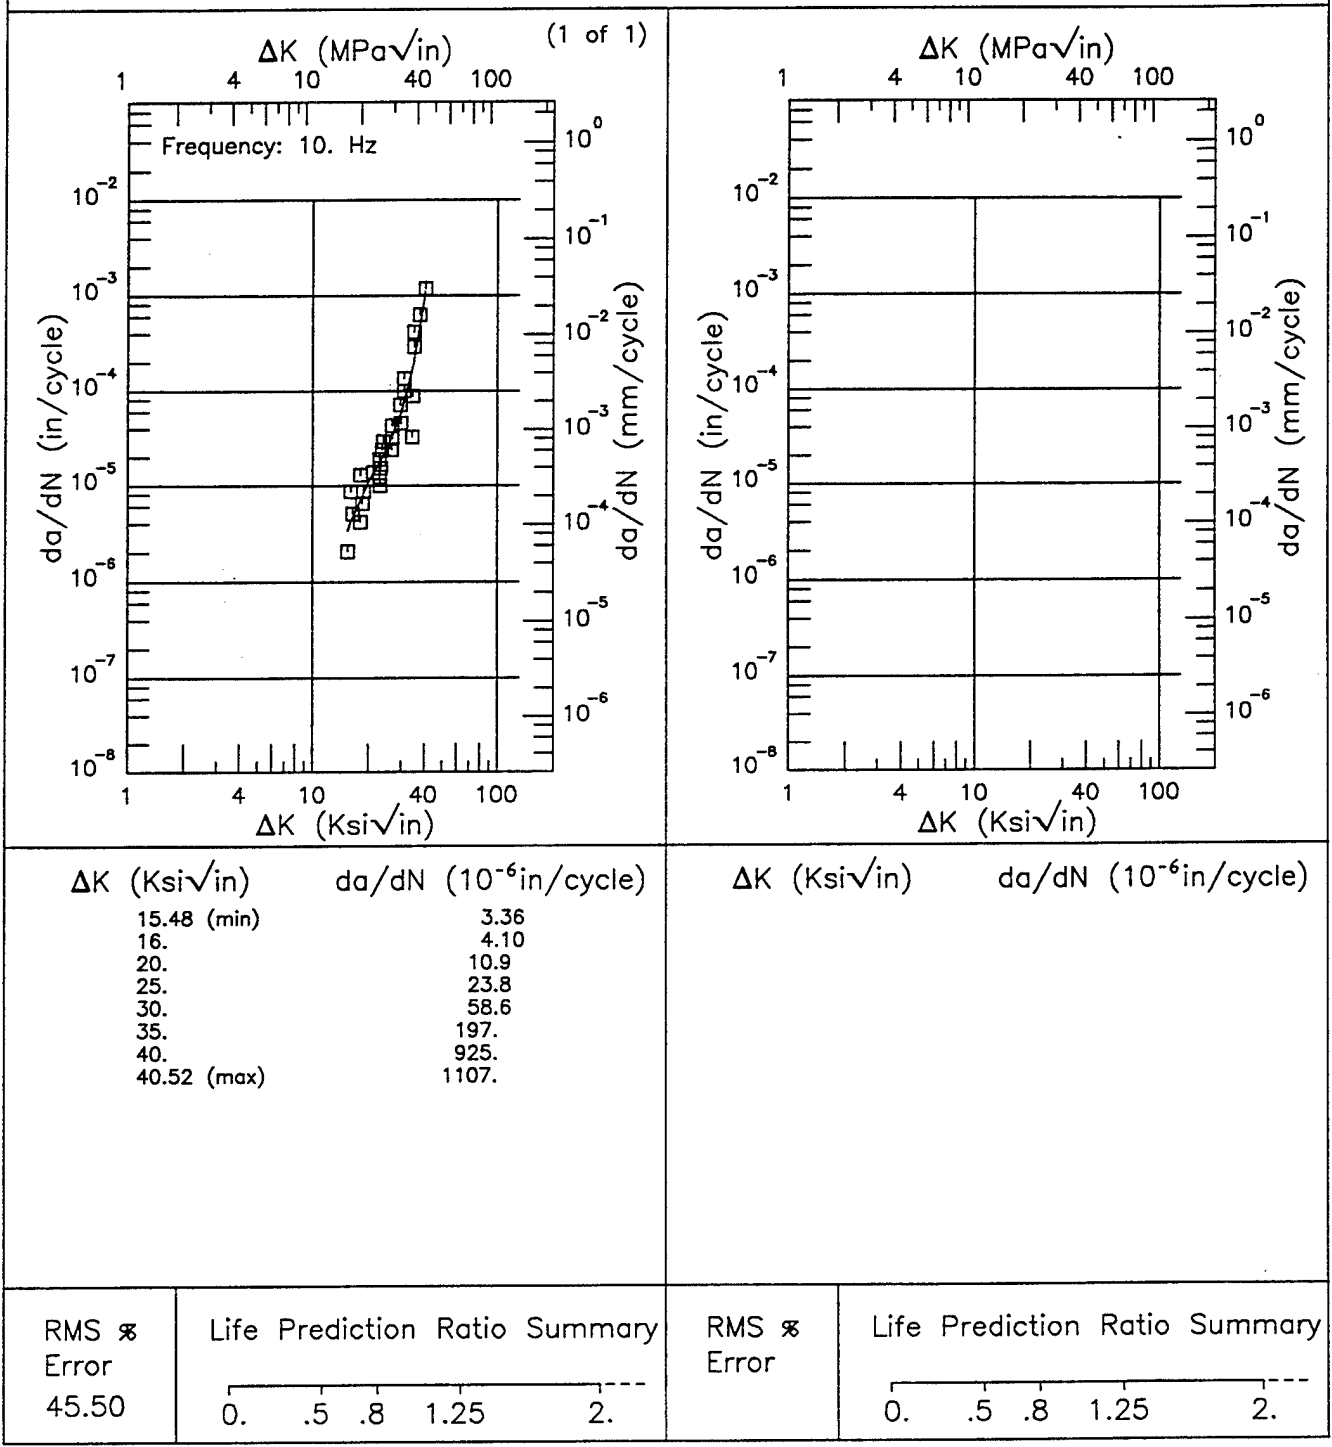 (1 of 1)
ΔK (MPa√in)
1 4 10 40 100
Frequency: 10. Hz
10⁰
10⁻²
10⁻¹
10⁻³
10⁻²
10⁻⁴
10⁻³
10⁻⁵
10⁻⁴
10⁻⁶
10⁻⁵
10⁻⁷
10⁻⁶
10⁻⁸
da/dN (in/cycle)
da/dN (mm/cycle)
1 4 10 40 100
ΔK (Ksi√in)
ΔK (MPa√in)
1 4 10 40 100
10⁰
10⁻²
10⁻¹
10⁻³
10⁻²
10⁻⁴
10⁻³
10⁻⁵
10⁻⁴
10⁻⁶
10⁻⁵
10⁻⁷
10⁻⁶
10⁻⁸
da/dN (in/cycle)
da/dN (mm/cycle)
1 4 10 40 100
ΔK (Ksi√in)
ΔK (Ksi√in) da/dN (10⁻⁶in/cycle)
15.48 (min) 3.36
16. 4.10
20. 10.9
25. 23.8
30. 58.6
35. 197.
40. 925.
40.52 (max) 1107.
ΔK (Ksi√in) da/dN (10⁻⁶in/cycle)
RMS %
Error
45.50
Life Prediction Ratio Summary
0. .5 .8 1.25 2.
RMS %
Error
Life Prediction Ratio Summary
0. .5 .8 1.25 2.